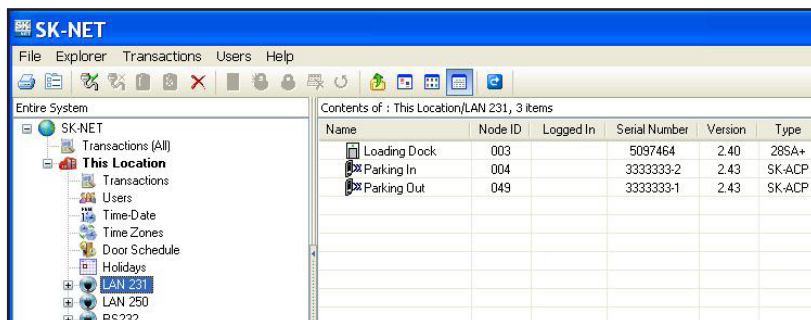 SK-NET
File Explorer Transactions Users Help
Entire System
Contents of : This Location/LAN 231, 3 items
SK-NET
Transactions (All)
This Location
Transactions
Users
Time-Date
Time Zones
Door Schedule
Holidays
LAN 231
LAN 250
RS232
Name Node ID Logged In Serial Number Version Type
Loading Dock 003 5097464 2.40 28SA+
Parking In 004 3333333-2 2.43 SK-ACP
Parking Out 049 3333333-1 2.43 SK-ACP